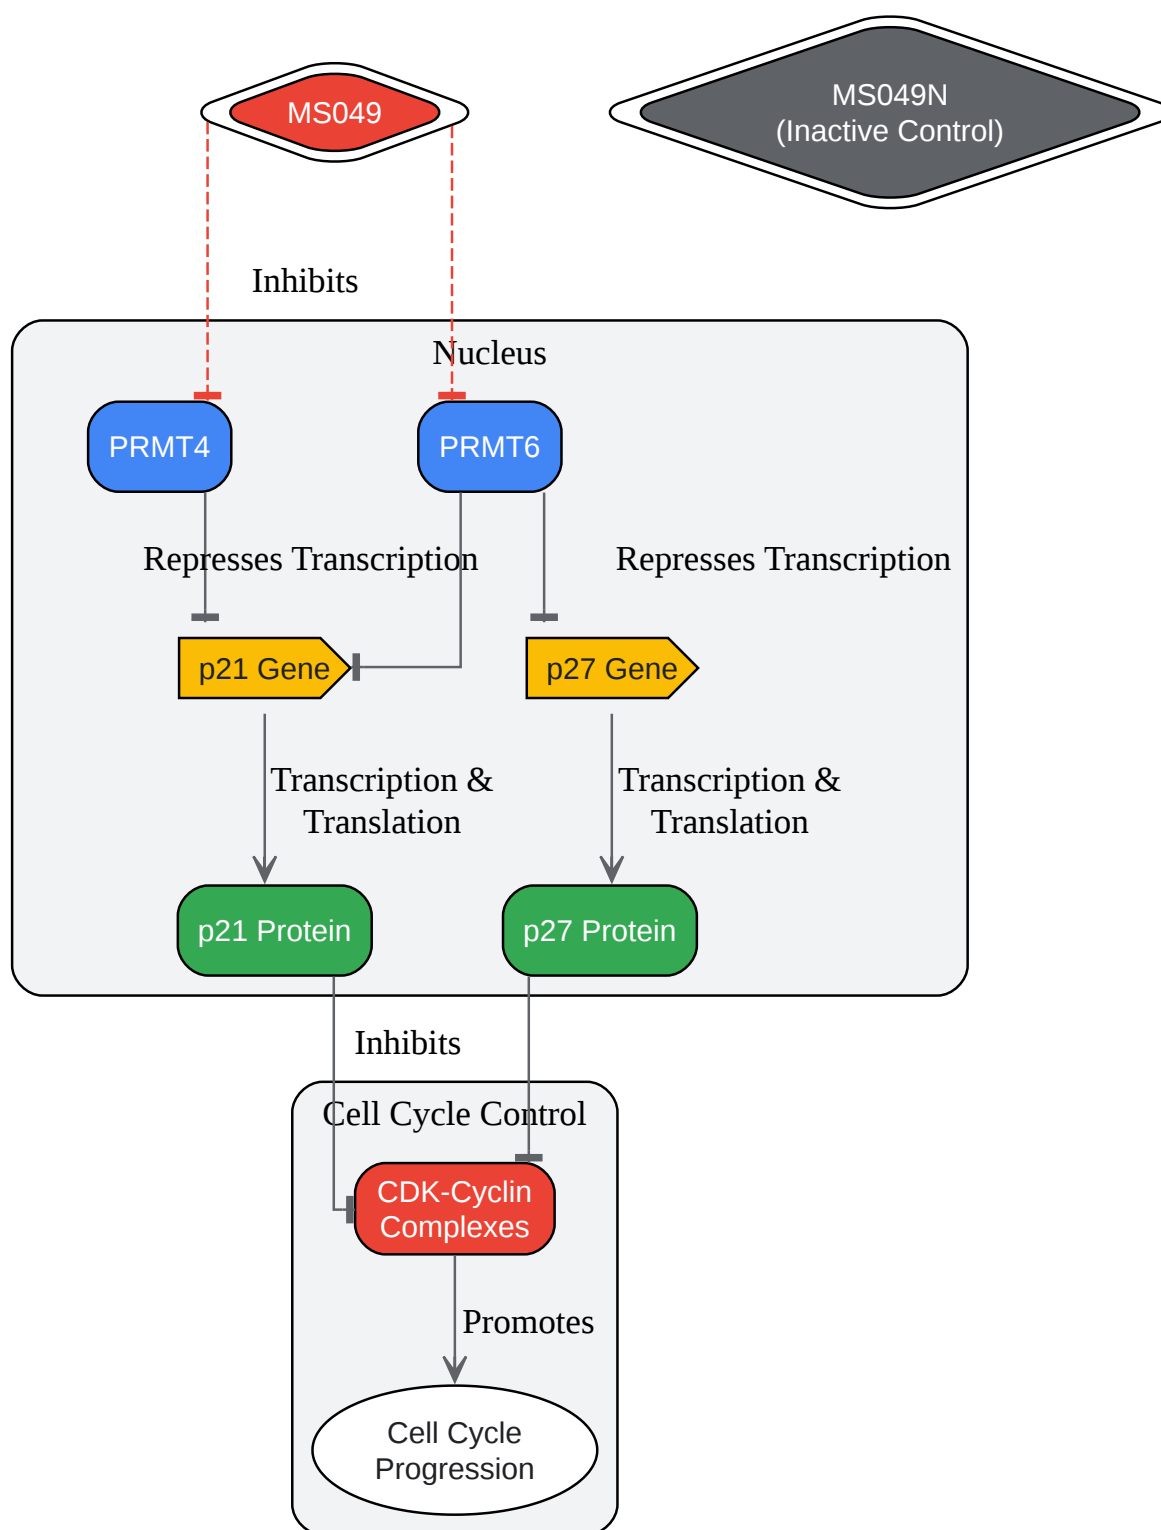 MS049
MS049N
(Inactive Control)
Inhibits
Nucleus
PRMT4
PRMT6
Represses Transcription
Represses Transcription
p21 Gene
p27 Gene
Transcription &
Translation
Transcription &
Translation
p21 Protein
p27 Protein
Inhibits
Cell Cycle Control
CDK-Cyclin
Complexes
Promotes
Cell Cycle
Progression